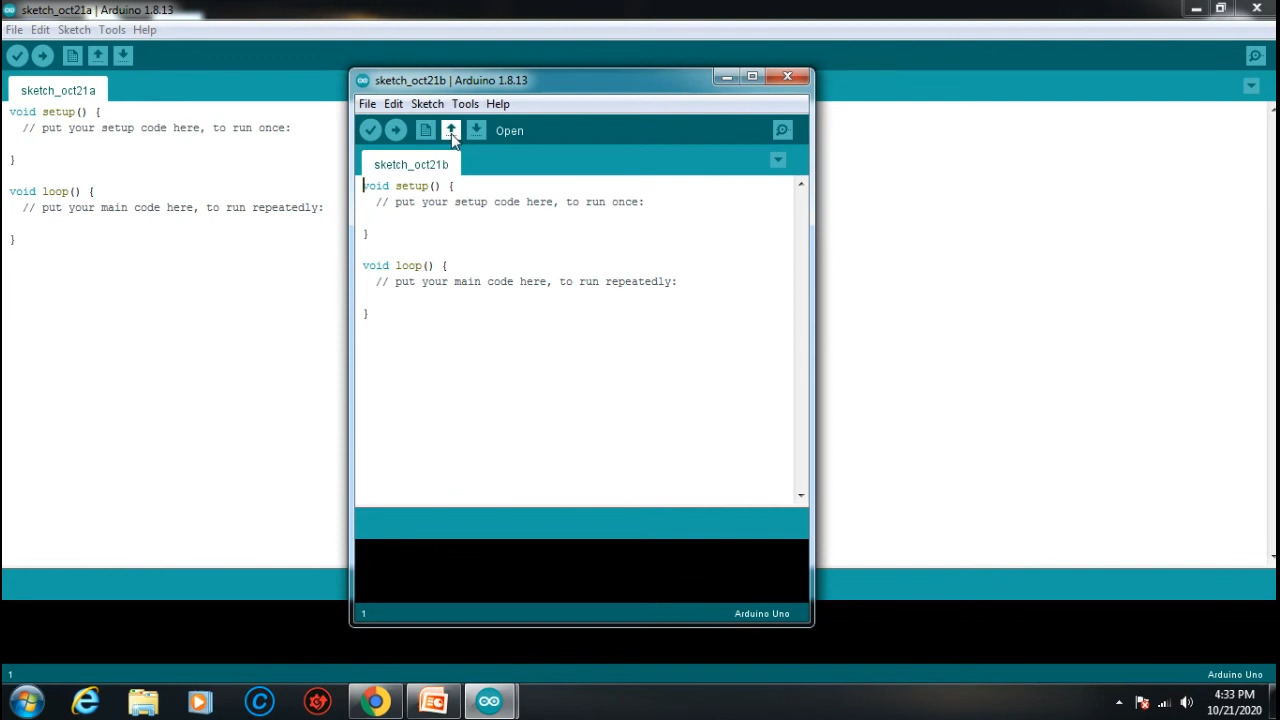 sketch_oct21a | Arduino 1.8.13
File Edit Sketch Tools Help
sketch_oct21a
void setup() {
// put your setup code here, to run once:
}
void loop() {
// put your main code here, to run repeatedly:
}
sketch_oct21b | Arduino 1.8.13
File Edit Sketch Tools Help
Open
sketch_oct21b
void setup() {
// put your setup code here, to run once:
}
void loop() {
// put your main code here, to run repeatedly:
}
1
Arduino Uno
1
Arduino Uno
4:33 PM
10/21/2020